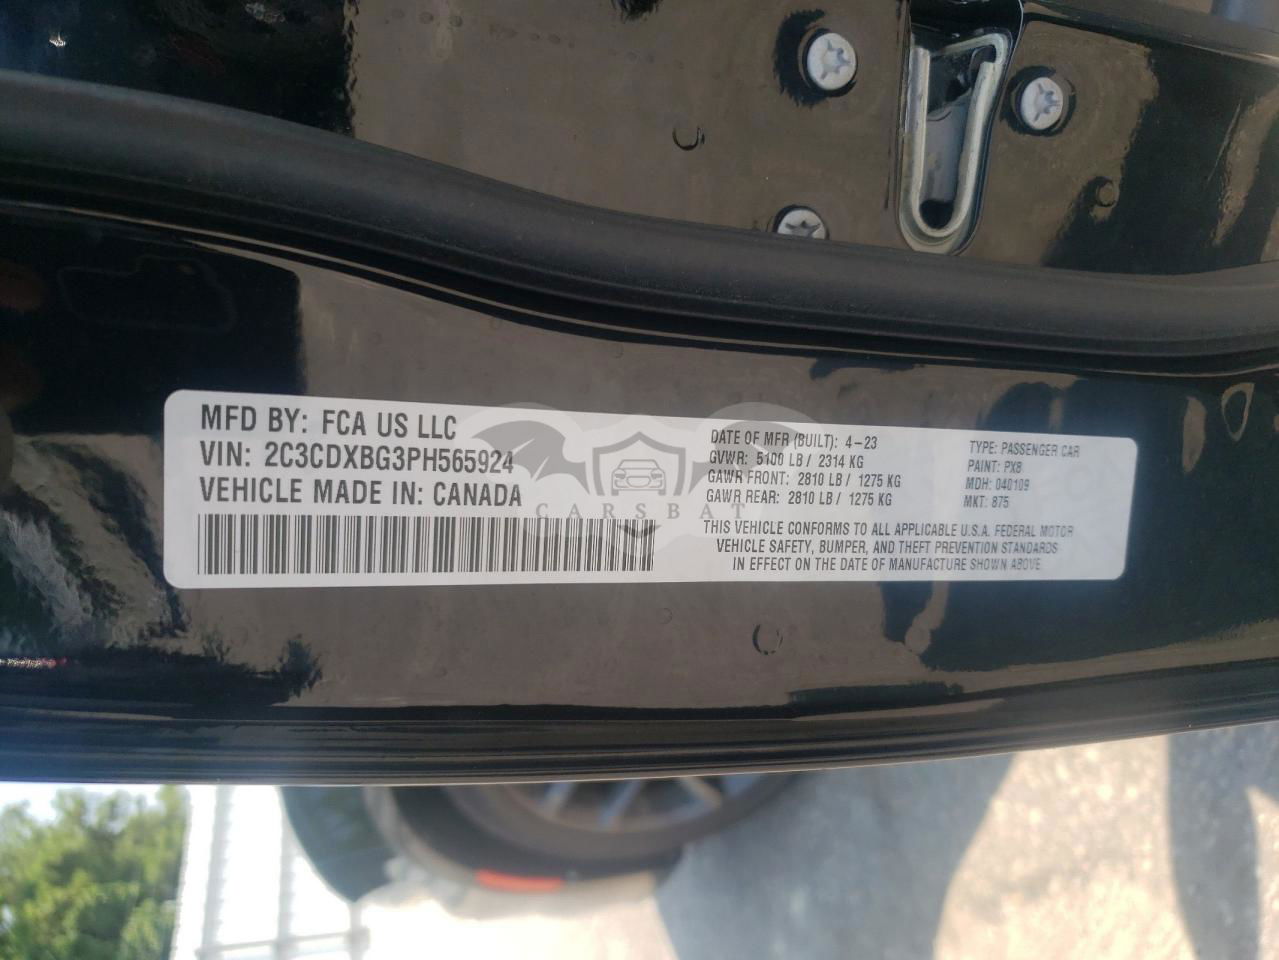 MFD BY: FCA US LLC
VIN: 2C3CDXBG3PH565924
VEHICLE MADE IN: CANADA
DATE OF MFR (BUILT): 4-23
GVWR: 5100 LB / 2314 KG
GAWR FRONT: 2810 LB / 1275 KG
GAWR REAR: 2810 LB / 1275 KG
TYPE: PASSENGER CAR
PAINT: PX8
MDH: 040109
MKT: 875
THIS VEHICLE CONFORMS TO ALL APPLICABLE U.S.A. FEDERAL MOTOR
VEHICLE SAFETY, BUMPER, AND THEFT PREVENTION STANDARDS
IN EFFECT ON THE DATE OF MANUFACTURE SHOWN ABOVE
CARSBAT